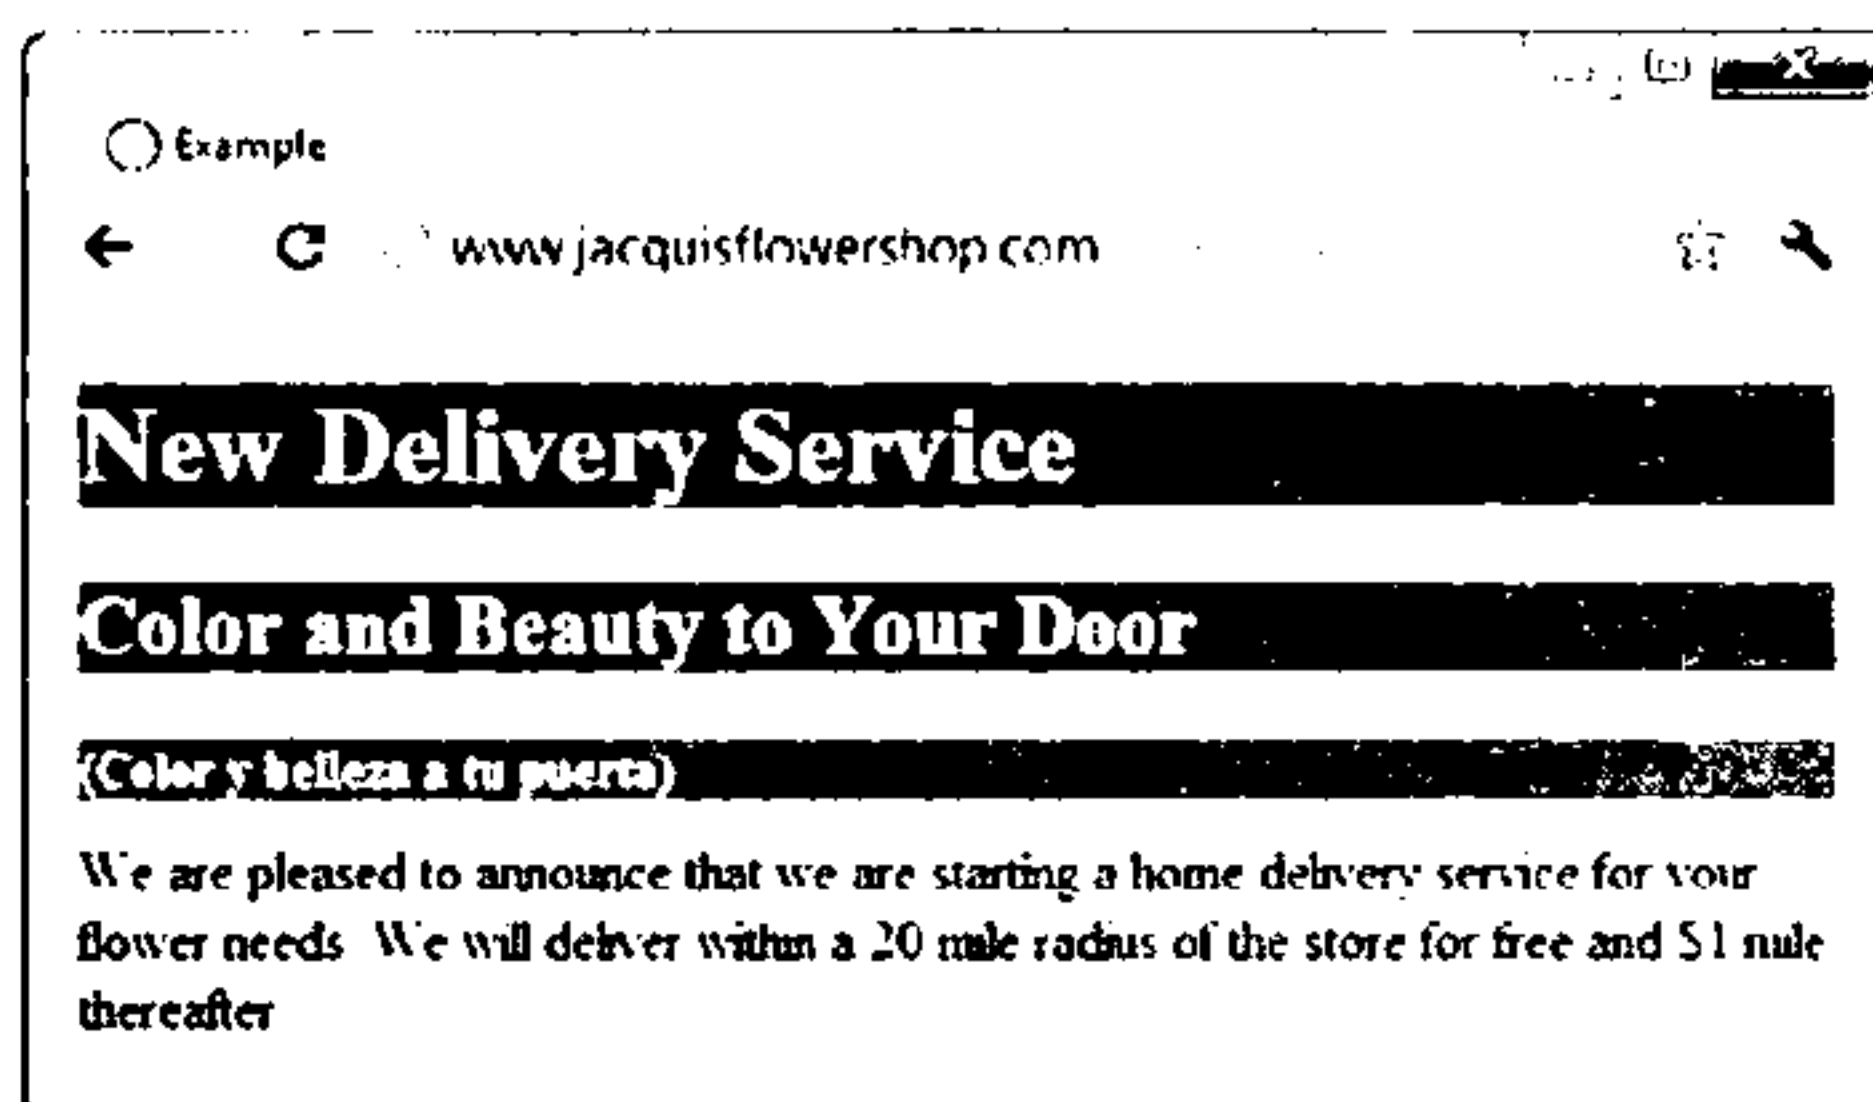 Example
www.jacquisflowershop.com
New Delivery Service
Color and Beauty to Your Door
(Color y belleza a tu puerta)
We are pleased to announce that we are starting a home delivery service for your
flower needs. We will deliver within a 20 mile radius of the store for free and $1/mile
thereafter.